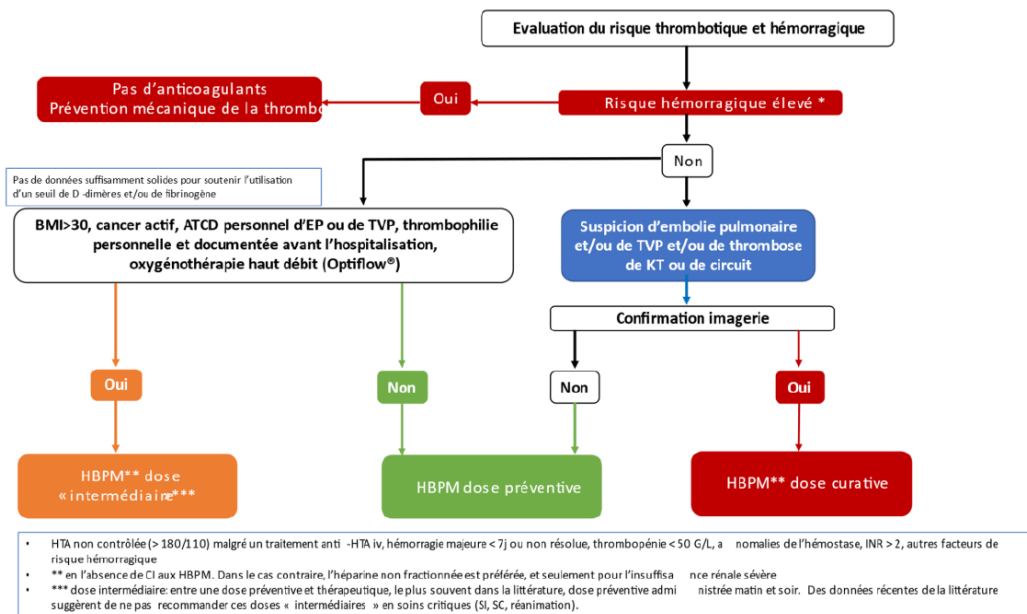 Evaluation du risque thrombotique et hémorragique
Pas d'anticoagulants
Prévention mécanique de la thrombo
Oui
Risque hémorragique élevé *
Non
Pas de données suffisamment solides pour soutenir l'utilisation
d'un seuil de D -dimères et/ou de fibrinogène
BMI>30, cancer actif, ATCD personnel d'EP ou de TVP, thrombophilie
personnelle et documentée avant l'hospitalisation,
oxygénothérapie haut débit (Optiflow®)
Suspicion d'embolie pulmonaire
et/ou de TVP et/ou de thrombose
de KT ou de circuit
Confirmation imagerie
Oui
Non
Non
Oui
HBPM** dose
« intermédiaire***
HBPM dose préventive
HBPM** dose curative
• HTA non contrôlée (> 180/110) malgré un traitement anti -HTA iv, hémorragie majeure < 7j ou non résolue, thrombopénie < 50 G/L, a nomalies de l'hémostase, INR > 2, autres facteurs de
risque hémorragique
• ** en l'absence de CI aux HBPM. Dans le cas contraire, l'héparine non fractionnée est préférée, et seulement pour l'insuffisa nce rénale sévère
• *** dose intermédiaire: entre une dose préventive et thérapeutique, le plus souvent dans la littérature, dose préventive admi nistrée matin et soir. Des données récentes de la littérature
suggèrent de ne pas recommander ces doses « intermédiaires » en soins critiques (SI, SC, réanimation).